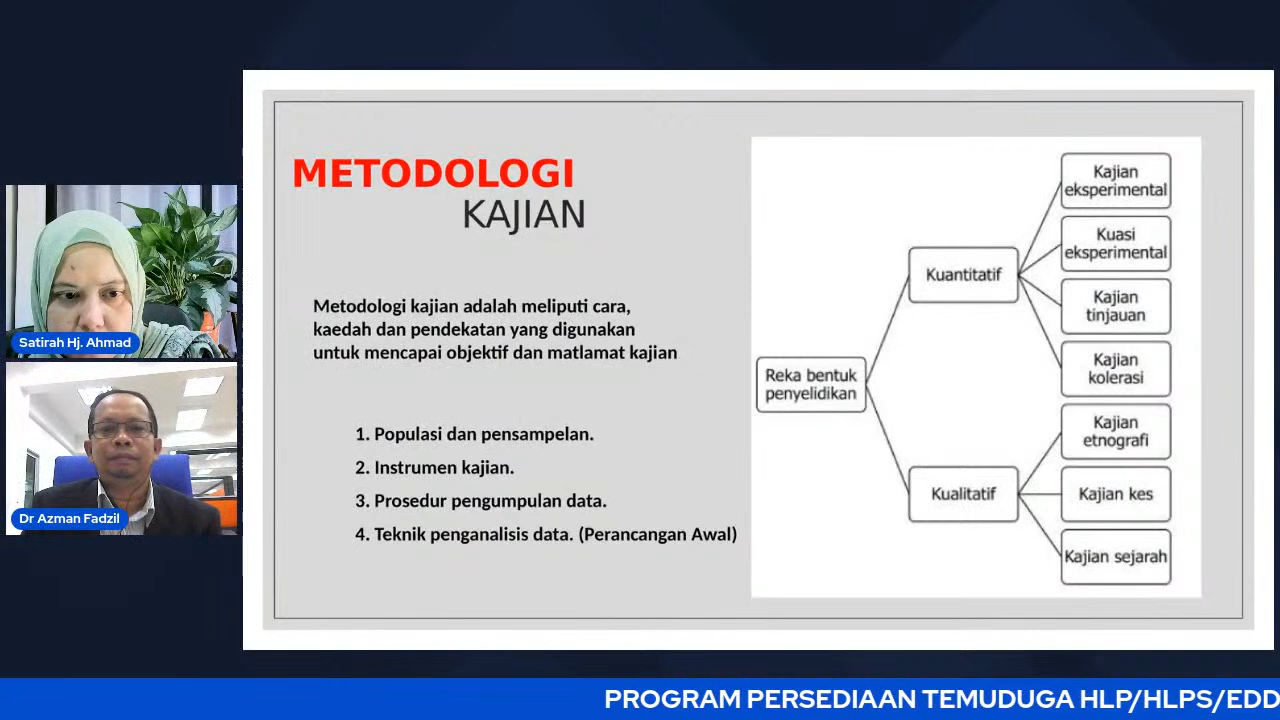 METODOLOGI
KAJIAN
Metodologi kajian adalah meliputi cara,
kaedah dan pendekatan yang digunakan
untuk mencapai objektif dan matlamat kajian
1. Populasi dan pensampelan.
2. Instrumen kajian.
3. Prosedur pengumpulan data.
4. Teknik penganalisis data. (Perancangan Awal)
Reka bentuk
penyelidikan
Kuantitatif
Kajian
eksperimental
Kuasi
eksperimental
Kajian
tinjauan
Kajian
kolerasi
Kualitatif
Kajian
etnografi
Kajian kes
Kajian sejarah
Satirah Hj. Ahmad
Dr Azman Fadzil
PROGRAM PERSEDIAAN TEMUDUGA HLP/HLPS/EDD